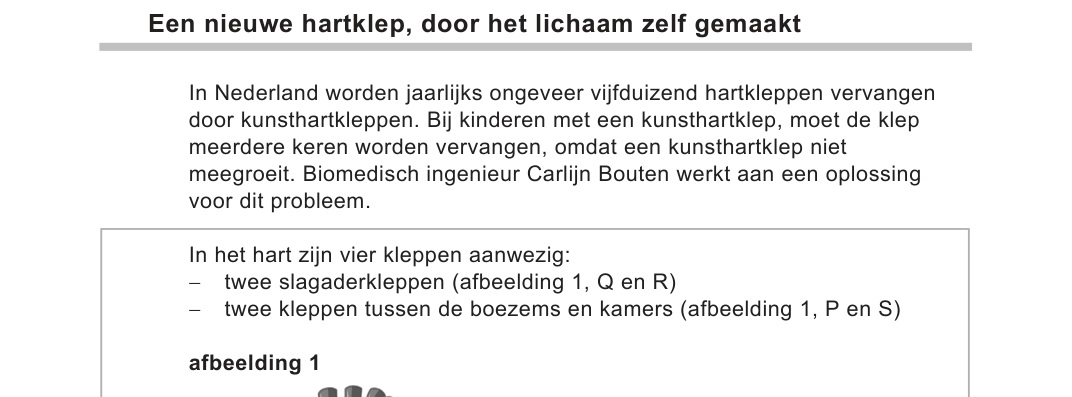 Een nieuwe hartklep, door het lichaam zelf gemaakt
In Nederland worden jaarlijks ongeveer vijfduizend hartkleppen vervangen
door kunsthartkleppen. Bij kinderen met een kunsthartklep, moet de klep
meerdere keren worden vervangen, omdat een kunsthartklep niet
meegroeit. Biomedisch ingenieur Carlijn Bouten werkt aan een oplossing
voor dit probleem.
In het hart zijn vier kleppen aanwezig:
– twee slagaderkleppen (afbeelding 1, Q en R)
– twee kleppen tussen de boezems en kamers (afbeelding 1, P en S)
afbeelding 1